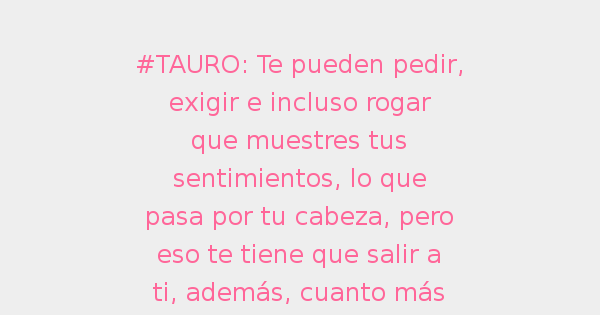 #TAURO: Te pueden pedir,
exigir e incluso rogar
que muestres tus
sentimientos, lo que
pasa por tu cabeza, pero
eso te tiene que salir a
ti, además, cuanto más